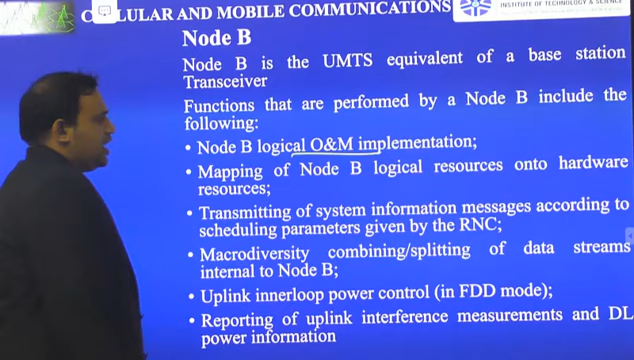 CELLULAR AND MOBILE COMMUNICATIONS
INSTITUTE OF TECHNOLOGY & SCIENCE
Node B
Node B is the UMTS equivalent of a base station
Transceiver
Functions that are performed by a Node B include the
following:
• Node B logical O&M implementation;
• Mapping of Node B logical resources onto hardware
resources;
• Transmitting of system information messages according to
scheduling parameters given by the RNC;
• Macrodiversity combining/splitting of data streams
internal to Node B;
• Uplink innerloop power control (in FDD mode);
• Reporting of uplink interference measurements and DL
power information